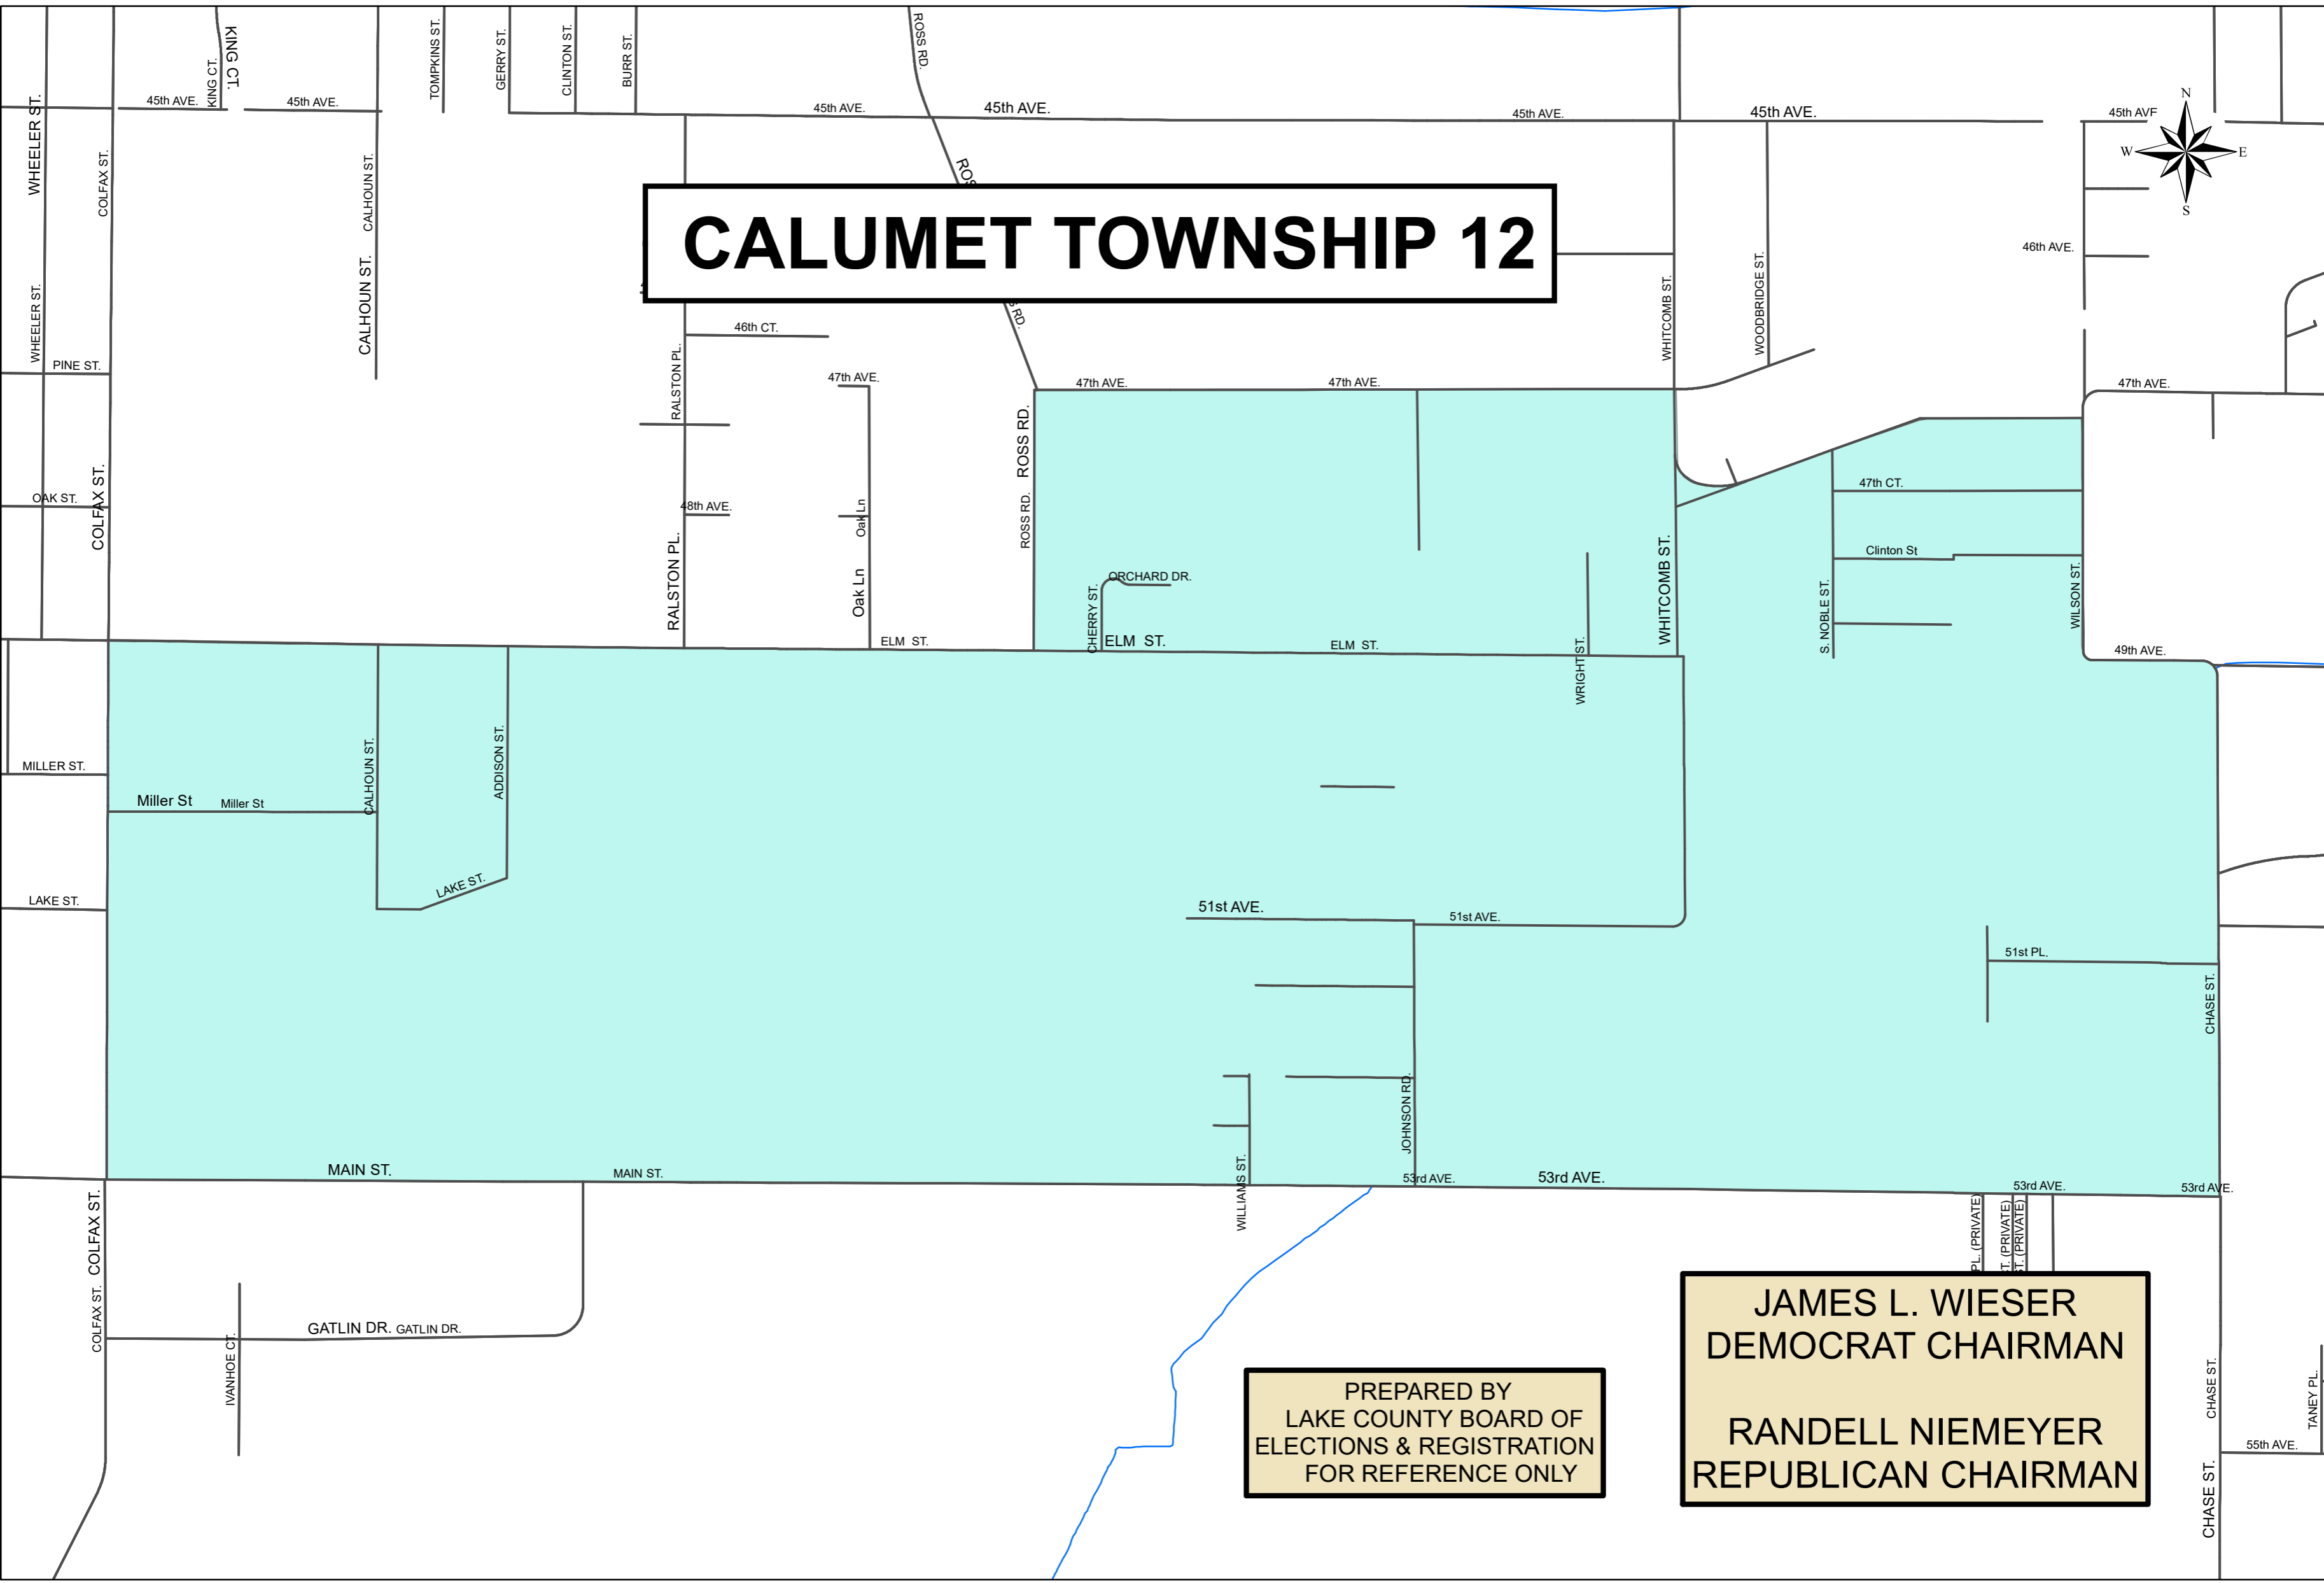 KING CT.
KING CT.
TOMPKINS ST.
GERRY ST.
CLINTON ST.
BURR ST.
ROSS RD.
WHEELER ST.
45th AVE.
45th AVE.
45th AVE.
45th AVE.
45th AVE.
45th AVE.
N
W
E
S
COLFAX ST.
CALHOUN ST.
CALUMET TOWNSHIP 12
46th AVE.
CALHOUN ST.
WHEELER ST.
PINE ST.
46th CT.
RALSTON PL.
WHITCOMB ST.
WOODBRIDGE ST.
47th AVE.
47th AVE.
47th AVE.
47th AVE.
ROSS RD.
COLFAX ST.
OAK ST.
48th AVE.
Oak Ln
ROSS RD.
47th CT.
Clinton St
RALSTON PL.
Oak Ln
CHERRY ST.
ORCHARD DR.
WHITCOMB ST.
S. NOBLE ST.
WILSON ST.
ELM ST.
ELM ST.
ELM ST.
WRIGHT ST.
49th AVE.
MILLER ST.
Miller St
Miller St
CALHOUN ST.
ADDISON ST.
LAKE ST.
LAKE ST.
51st AVE.
51st AVE.
51st PL.
CHASE ST.
JOHNSON RD.
MAIN ST.
MAIN ST.
WILLIAMS ST.
53rd AVE.
53rd AVE.
53rd AVE.
53rd AVE.
COLFAX ST.
COLFAX ST.
PL. (PRIVATE)
(PRIVATE)
(PRIVATE)
GATLIN DR.
GATLIN DR.
IVANHOE CT.
JAMES L. WIESER
DEMOCRAT CHAIRMAN
RANDELL NIEMEYER
REPUBLICAN CHAIRMAN
PREPARED BY
LAKE COUNTY BOARD OF
ELECTIONS & REGISTRATION
FOR REFERENCE ONLY
CHASE ST.
TANEY PL.
55th AVE.
CHASE ST.